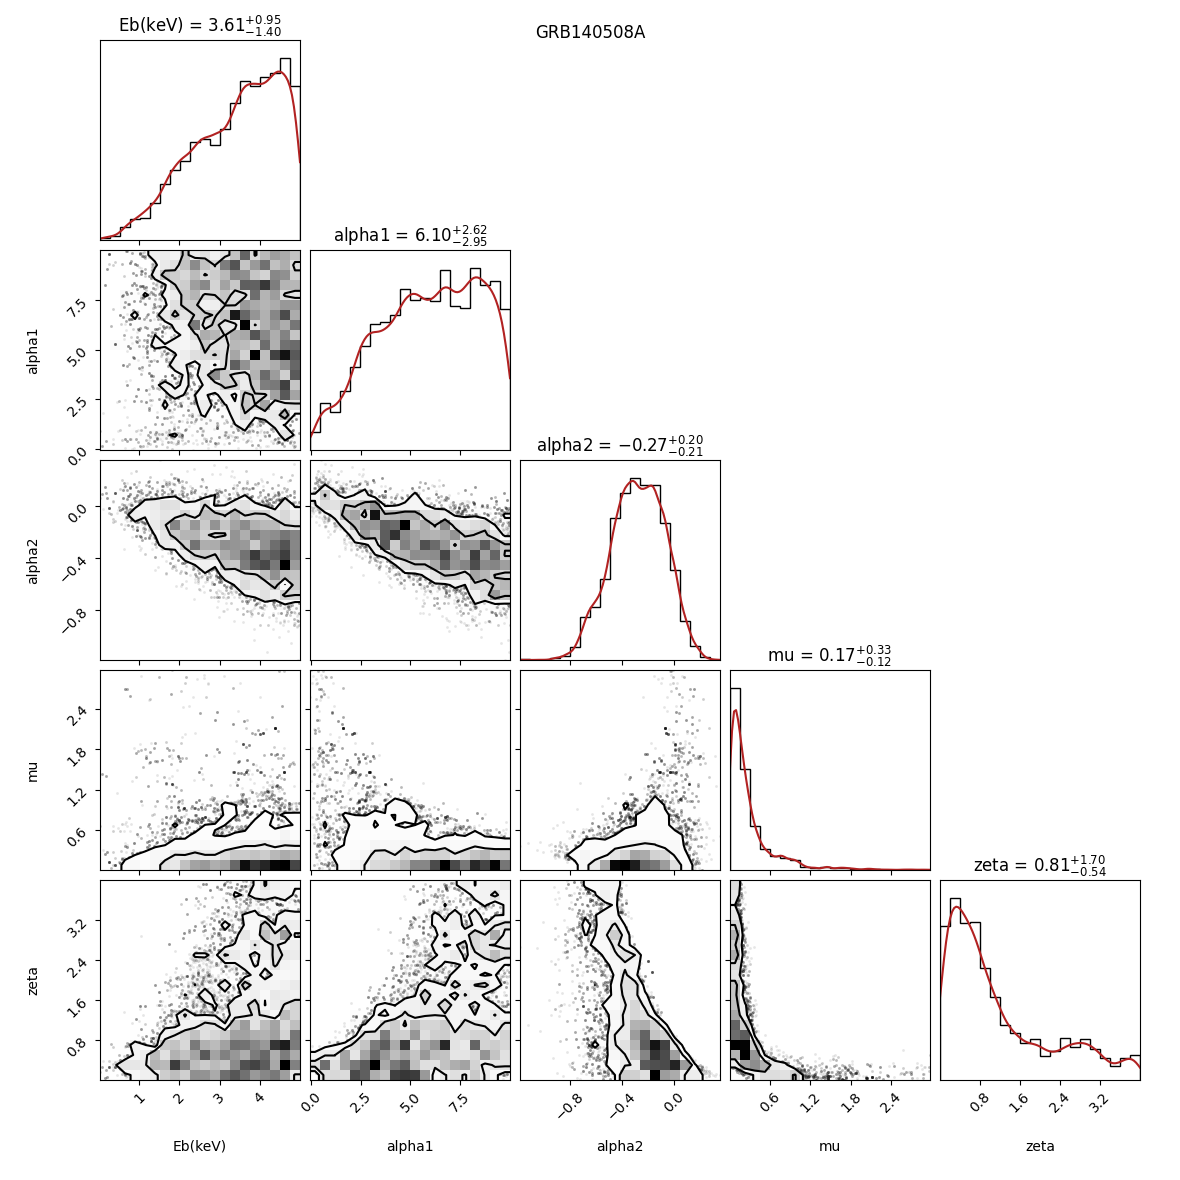 GRB140508A
Eb(keV) = 3.61+0.95 −1.40
alpha1 = 6.10+2.62 −2.95
7.5
5.0
2.5
0.0
alpha1
alpha2 = −0.27+0.20 −0.21
0.0
−0.4
−0.8
alpha2
mu = 0.17+0.33 −0.12
2.4
1.8
1.2
0.6
mu
zeta = 0.81+1.70 −0.54
3.2
2.4
1.6
0.8
zeta
1 2 3 4
0.0 2.5 5.0 7.5
−0.8 −0.4 0.0
0.6 1.2 1.8 2.4
0.8 1.6 2.4 3.2
Eb(keV)
alpha1
alpha2
mu
zeta